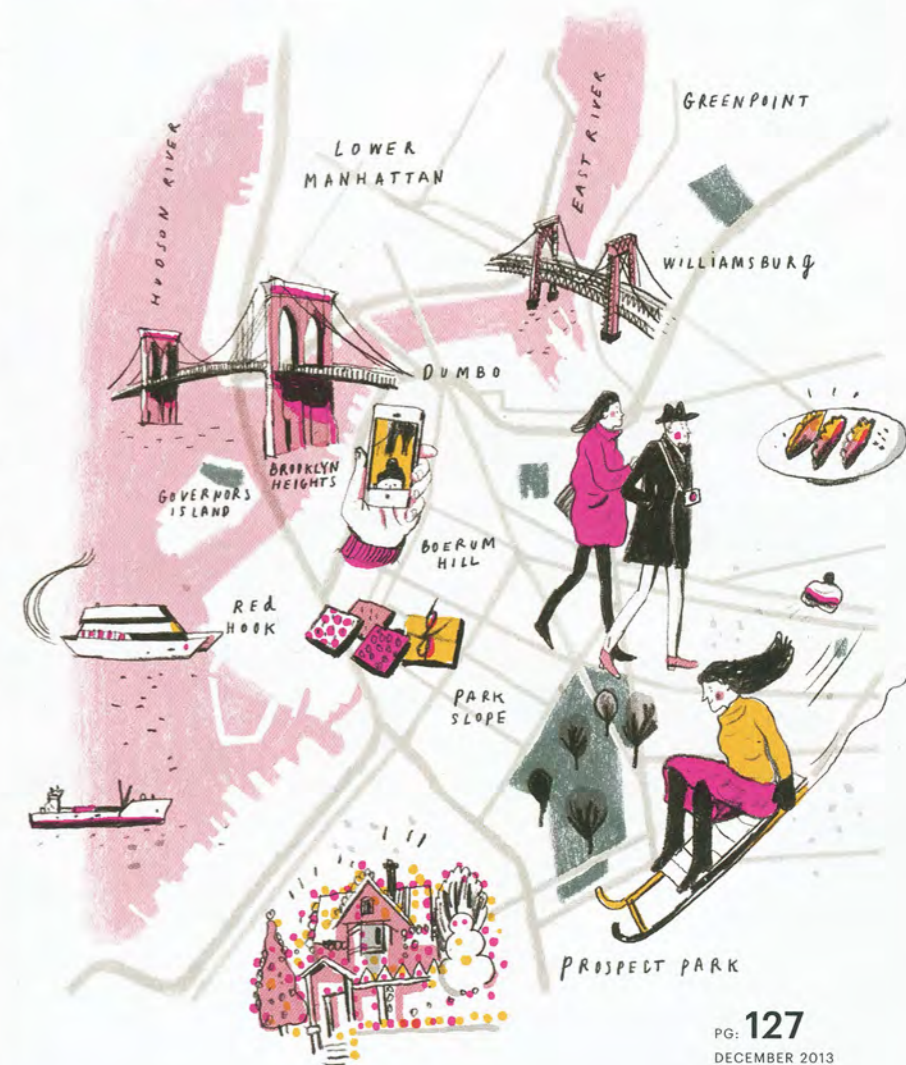 HUDSON RIVER
LOWER
MANHATTAN
EAST RIVER
GREENPOINT
WILLIAMSBURG
DUMBO
BROOKLYN
HEIGHTS
GOVERNORS
ISLAND
BOERUM
HILL
RED
HOOK
PARK
SLOPE
PROSPECT PARK
PG: 127
DECEMBER 2013